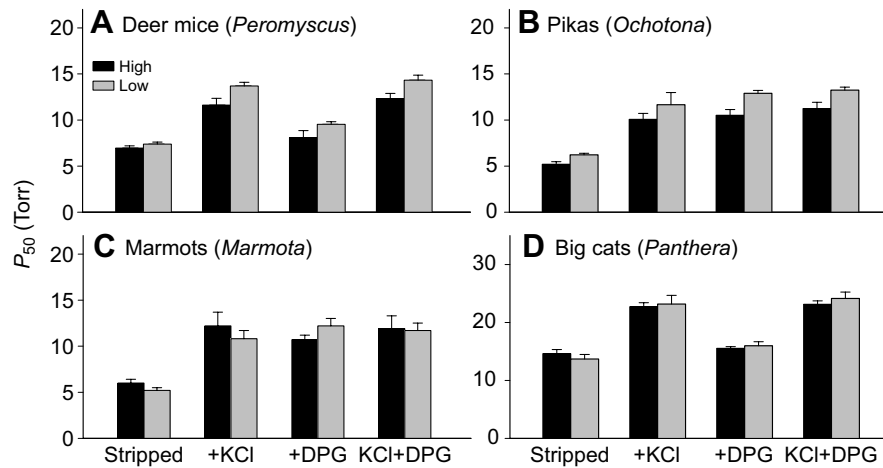 A Deer mice (Peromyscus)
20
15
10
5
0
High
Low
B Pikas (Ochotona)
20
15
10
5
0
P50 (Torr)
C Marmots (Marmota)
20
15
10
5
0
Stripped +KCl +DPG KCl+DPG
D Big cats (Panthera)
30
20
10
0
Stripped +KCl +DPG KCl+DPG